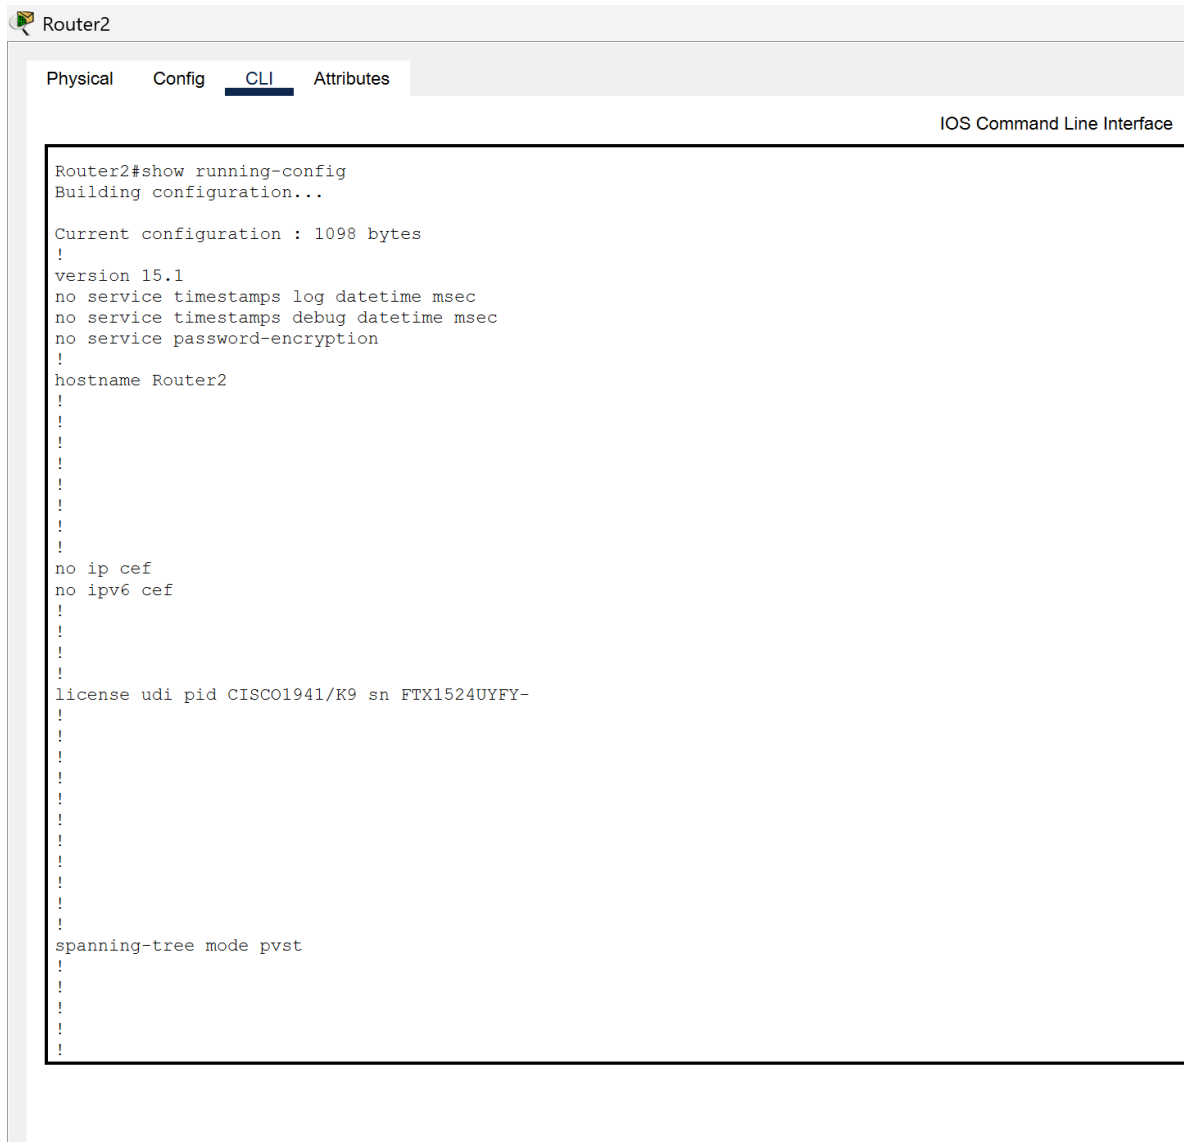 Router2
Physical Config CLI Attributes
IOS Command Line Interface
Router2#show running-config
Building configuration...
Current configuration : 1098 bytes
!
version 15.1
no service timestamps log datetime msec
no service timestamps debug datetime msec
no service password-encryption
!
hostname Router2
!
!
!
!
!
!
!
!
no ip cef
no ipv6 cef
!
!
!
!
license udi pid CISCO1941/K9 sn FTX1524UYFY-
!
!
!
!
!
!
!
!
!
!
!
spanning-tree mode pvst
!
!
!
!
!